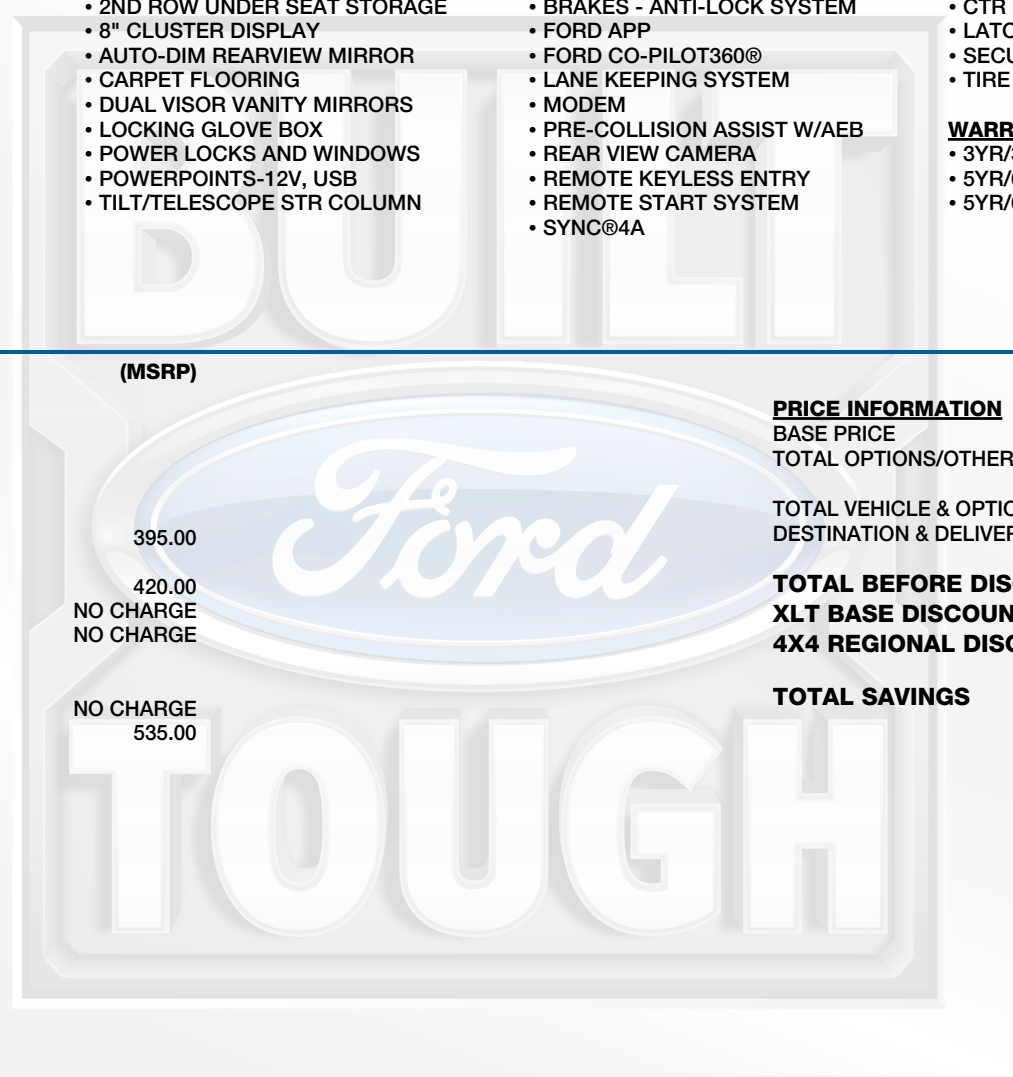 • 2ND ROW UNDER SEAT STORAGE
• 8" CLUSTER DISPLAY
• AUTO-DIM REARVIEW MIRROR
• CARPET FLOORING
• DUAL VISOR VANITY MIRRORS
• LOCKING GLOVE BOX
• POWER LOCKS AND WINDOWS
• POWERPOINTS-12V, USB
• TILT/TELESCOPE STR COLUMN
• BRAKES - ANTI-LOCK SYSTEM
• FORD APP
• FORD CO-PILOT360®
• LANE KEEPING SYSTEM
• MODEM
• PRE-COLLISION ASSIST W/AEB
• REAR VIEW CAMERA
• REMOTE KEYLESS ENTRY
• REMOTE START SYSTEM
• SYNC®4A
• CTR
• LATC
• SECU
• TIRE
WARR
• 3YR/
• 5YR/
• 5YR/
BUILT
Ford
TOUGH
(MSRP)
395.00
420.00
NO CHARGE
NO CHARGE
NO CHARGE
535.00
PRICE INFORMATION
BASE PRICE
TOTAL OPTIONS/OTHER
TOTAL VEHICLE & OPTIO
DESTINATION & DELIVER
TOTAL BEFORE DISC
XLT BASE DISCOUN
4X4 REGIONAL DISC
TOTAL SAVINGS